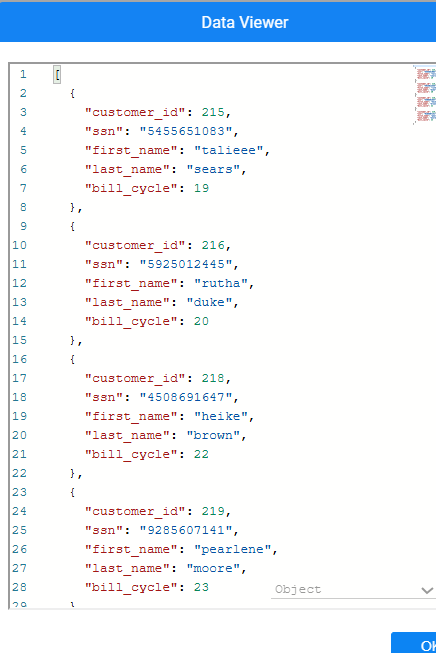 Data Viewer
1 [
2 {
3 "customer_id": 215,
4 "ssn": "5455651083",
5 "first_name": "talieee",
6 "last_name": "sears",
7 "bill_cycle": 19
8 },
9 {
10 "customer_id": 216,
11 "ssn": "5925012445",
12 "first_name": "rutha",
13 "last_name": "duke",
14 "bill_cycle": 20
15 },
16 {
17 "customer_id": 218,
18 "ssn": "4508691647",
19 "first_name": "heike",
20 "last_name": "brown",
21 "bill_cycle": 22
22 },
23 {
24 "customer_id": 219,
25 "ssn": "9285607141",
26 "first_name": "pearlene",
27 "last_name": "moore",
28 "bill_cycle": 23
Object
29 }